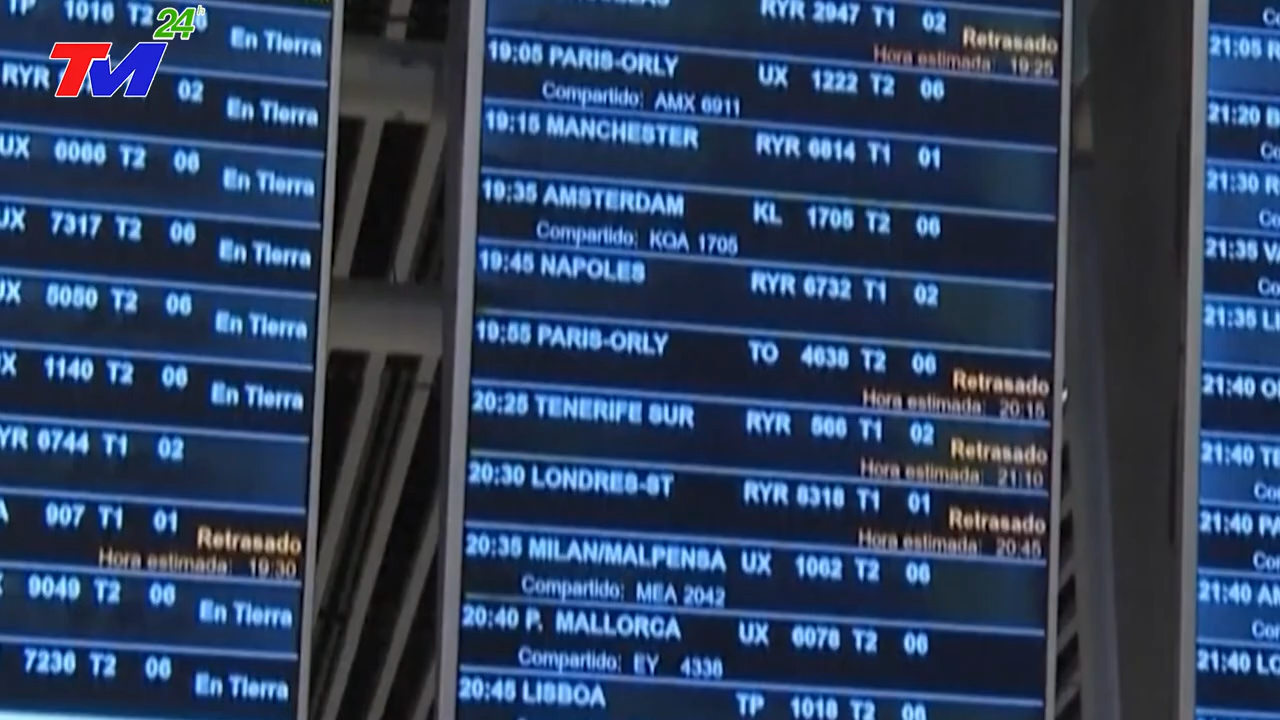 TM 24h
TP 1016 T2
En Tierra
RYR 02
En Tierra
UX 6066 T2 06
En Tierra
UX 7317 T2 06
En Tierra
UX 5050 T2 06
En Tierra
1140 T2 06
En Tierra
RYR 6744 T1 02
907 T1 01
Retrasado
Hora estimada: 19:30
9049 T2 06
En Tierra
7236 T2 06
En Tierra
RYR 2947 T1 02
Retrasado
Hora estimada: 19:25
19:05 PARIS-ORLY UX 1222 T2 06
Compartido: AMX 6911
19:15 MANCHESTER RYR 6614 T1 01
19:35 AMSTERDAM KL 1705 T2 06
Compartido: KQA 1705
19:45 NAPOLES RYR 6732 T1 02
19:55 PARIS-ORLY TO 4638 T2 06
Retrasado
Hora estimada: 20:15
20:25 TENERIFE SUR RYR 566 T1 02
Retrasado
Hora estimada: 21:10
20:30 LONDRES-ST RYR 8318 T1 01
Retrasado
Hora estimada: 20:45
20:35 MILAN/MALPENSA UX 1062 T2 06
Compartido: MEA 2042
20:40 P. MALLORCA UX 6076 T2 06
Compartido: EY 4336
20:45 LISBOA TP 1018 T2 06
21:05
21:20
21:30
21:35
21:35
21:40
21:40
21:40
21:40
21:40